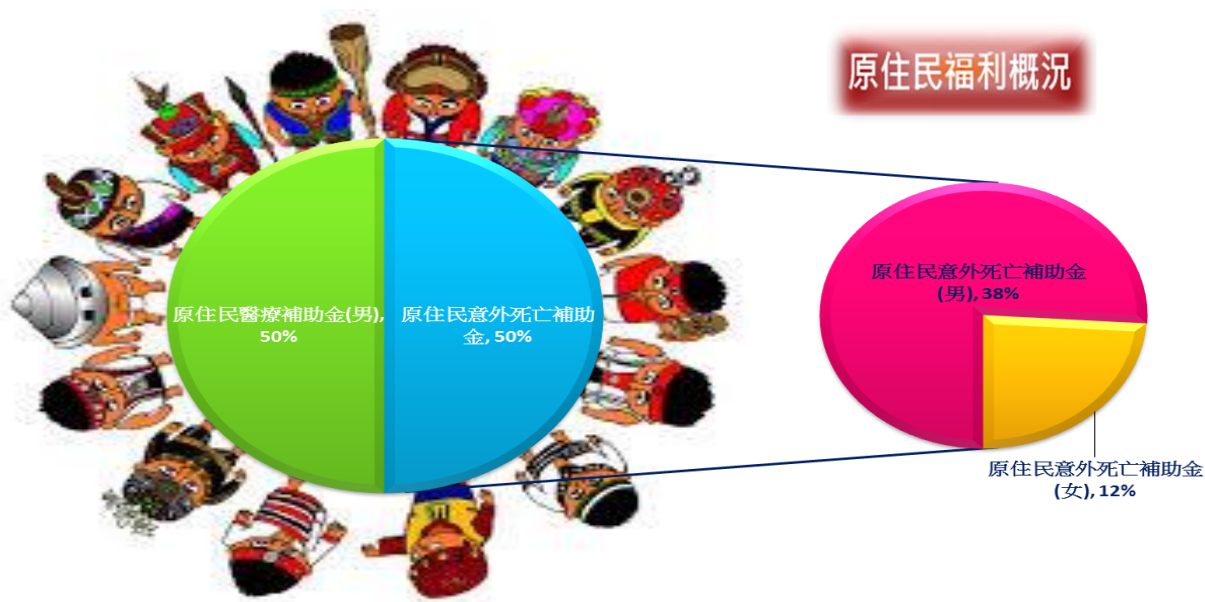 原住民福利概況
原住民醫療補助金(男),
50%
原住民意外死亡補助
金, 50%
原住民意外死亡補助金
(男), 38%
原住民意外死亡補助金
(女), 12%